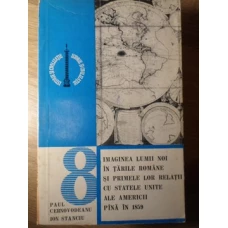 8
IMAGINEA LUMII NOI
ÎN ȚĂRILE ROMÂNE
ȘI PRIMELE LOR RELAȚII
CU STATELE UNITE
ALE AMERICII
PÎNĂ ÎN 1859
PAUL
CERNOVODEANU
ION STANCIU